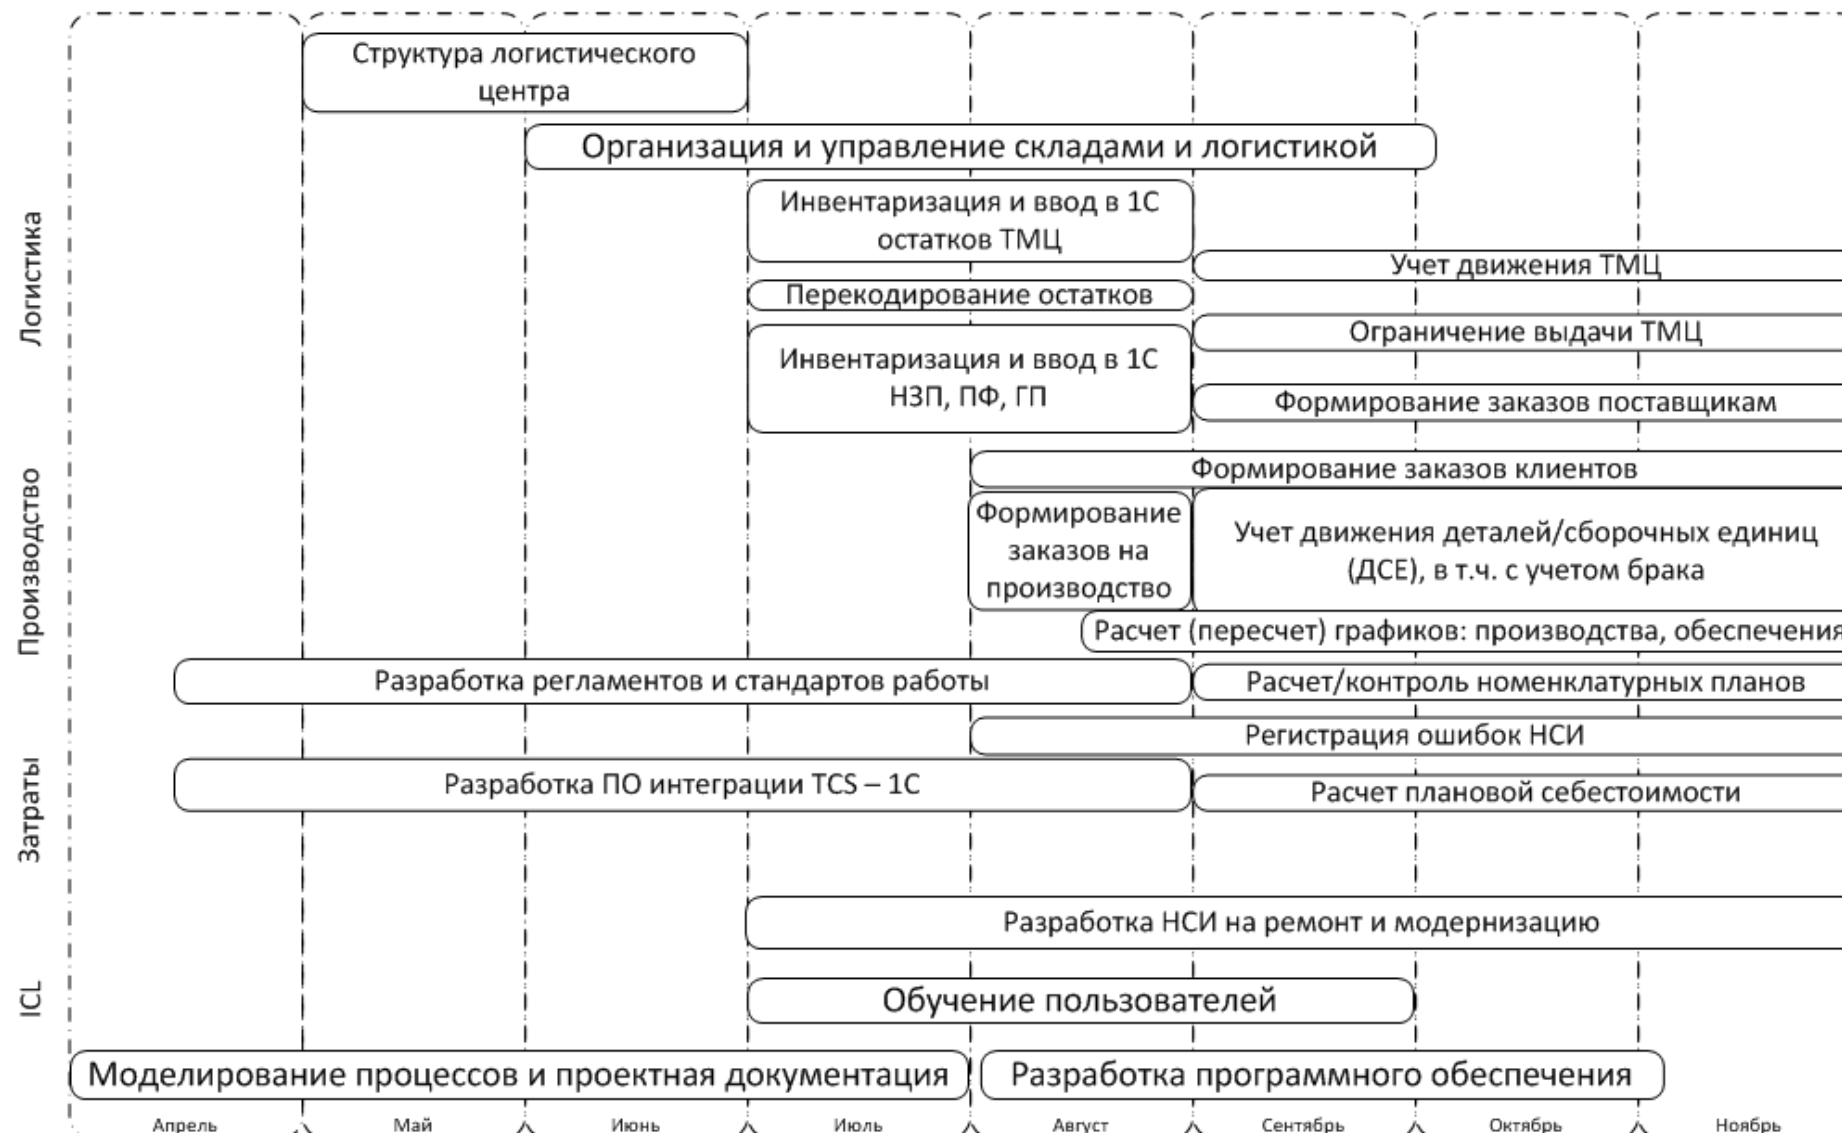 Структура логистического
центра
Организация и управление складами и логистикой
Логистика
Инвентаризация и ввод в 1С
остатков ТМЦ
Учет движения ТМЦ
Перекодирование остатков
Ограничение выдачи ТМЦ
Инвентаризация и ввод в 1С
НЗП, ПФ, ГП
Формирование заказов поставщикам
Производство
Формирование заказов клиентов
Формирование
заказов на
производство
Учет движения деталей/сборочных единиц
(ДСЕ), в т.ч. с учетом брака
Расчет (пересчет) графиков: производства, обеспечения
Разработка регламентов и стандартов работы
Расчет/контроль номенклатурных планов
Регистрация ошибок НСИ
Затраты
Разработка ПО интеграции TCS – 1С
Расчет плановой себестоимости
Разработка НСИ на ремонт и модернизацию
ICL
Обучение пользователей
Моделирование процессов и проектная документация
Разработка программного обеспечения
Апрель
Май
Июнь
Июль
Август
Сентябрь
Октябрь
Ноябрь